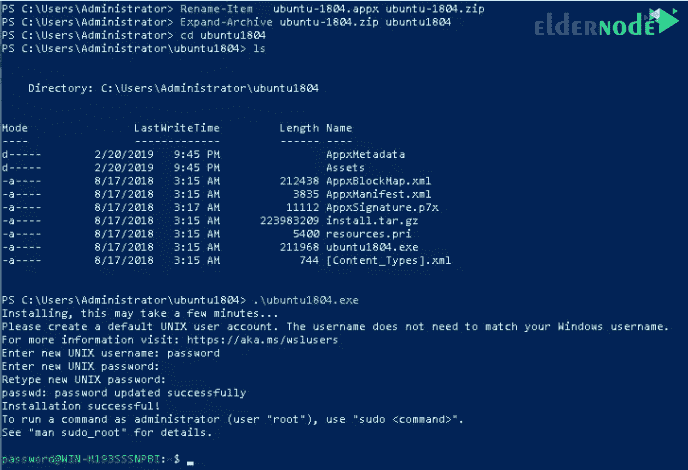 PS C:\Users\Administrator> Rename-Item   ubuntu-1804.appx ubuntu-1804.zip
PS C:\Users\Administrator> Expand-Archive ubuntu-1804.zip ubuntu1804
PS C:\Users\Administrator> cd ubuntu1804
PS C:\Users\Administrator\ubuntu1804> ls
ELDERNODE
    Directory: C:\Users\Administrator\ubuntu1804
Mode                LastWriteTime         Length Name
----                -------------         ------ ----
d-----        2/20/2019   9:45 PM                AppxMetadata
d-----        2/20/2019   9:45 PM                Assets
-a----        8/17/2018   3:15 AM         212438 AppxBlockMap.xml
-a----        8/17/2018   3:15 AM           3835 AppxManifest.xml
-a----        8/17/2018   3:17 AM          11112 AppxSignature.p7x
-a----        8/17/2018   3:15 AM      223983209 install.tar.gz
-a----        8/17/2018   3:15 AM           5400 resources.pri
-a----        8/17/2018   3:15 AM         211968 ubuntu1804.exe
-a----        8/17/2018   3:15 AM            744 [Content_Types].xml
PS C:\Users\Administrator\ubuntu1804> .\ubuntu1804.exe
Installing, this may take a few minutes...
Please create a default UNIX user account. The username does not need to match your Windows username.
For more information visit: https://aka.ms/wslusers
Enter new UNIX username: password
Enter new UNIX password:
Retype new UNIX password:
passwd: password updated successfully
Installation successful!
To run a command as administrator (user "root"), use "sudo <command>".
See "man sudo_root" for details.
password@WIN-M193SSSNPBI:~$ _